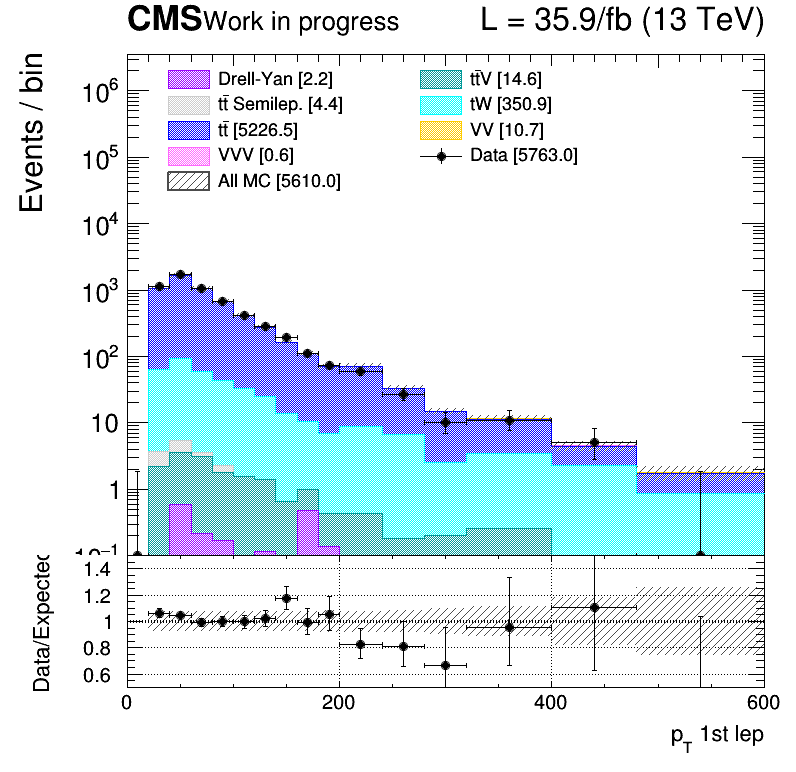 CMS Work in progress L = 35.9/fb (13 TeV)
Events / bin
Drell-Yan [2.2]
tt̄ Semilep. [4.4]
tt̄ [5226.5]
VVV [0.6]
All MC [5610.0]
tt̄V [14.6]
tW [350.9]
VV [10.7]
Data [5763.0]
10⁶
10⁵
10⁴
10³
10²
10
1
10⁻¹
Data/Expected
1.4
1.2
1
0.8
0.6
0 200 400 600
p_T 1st lep